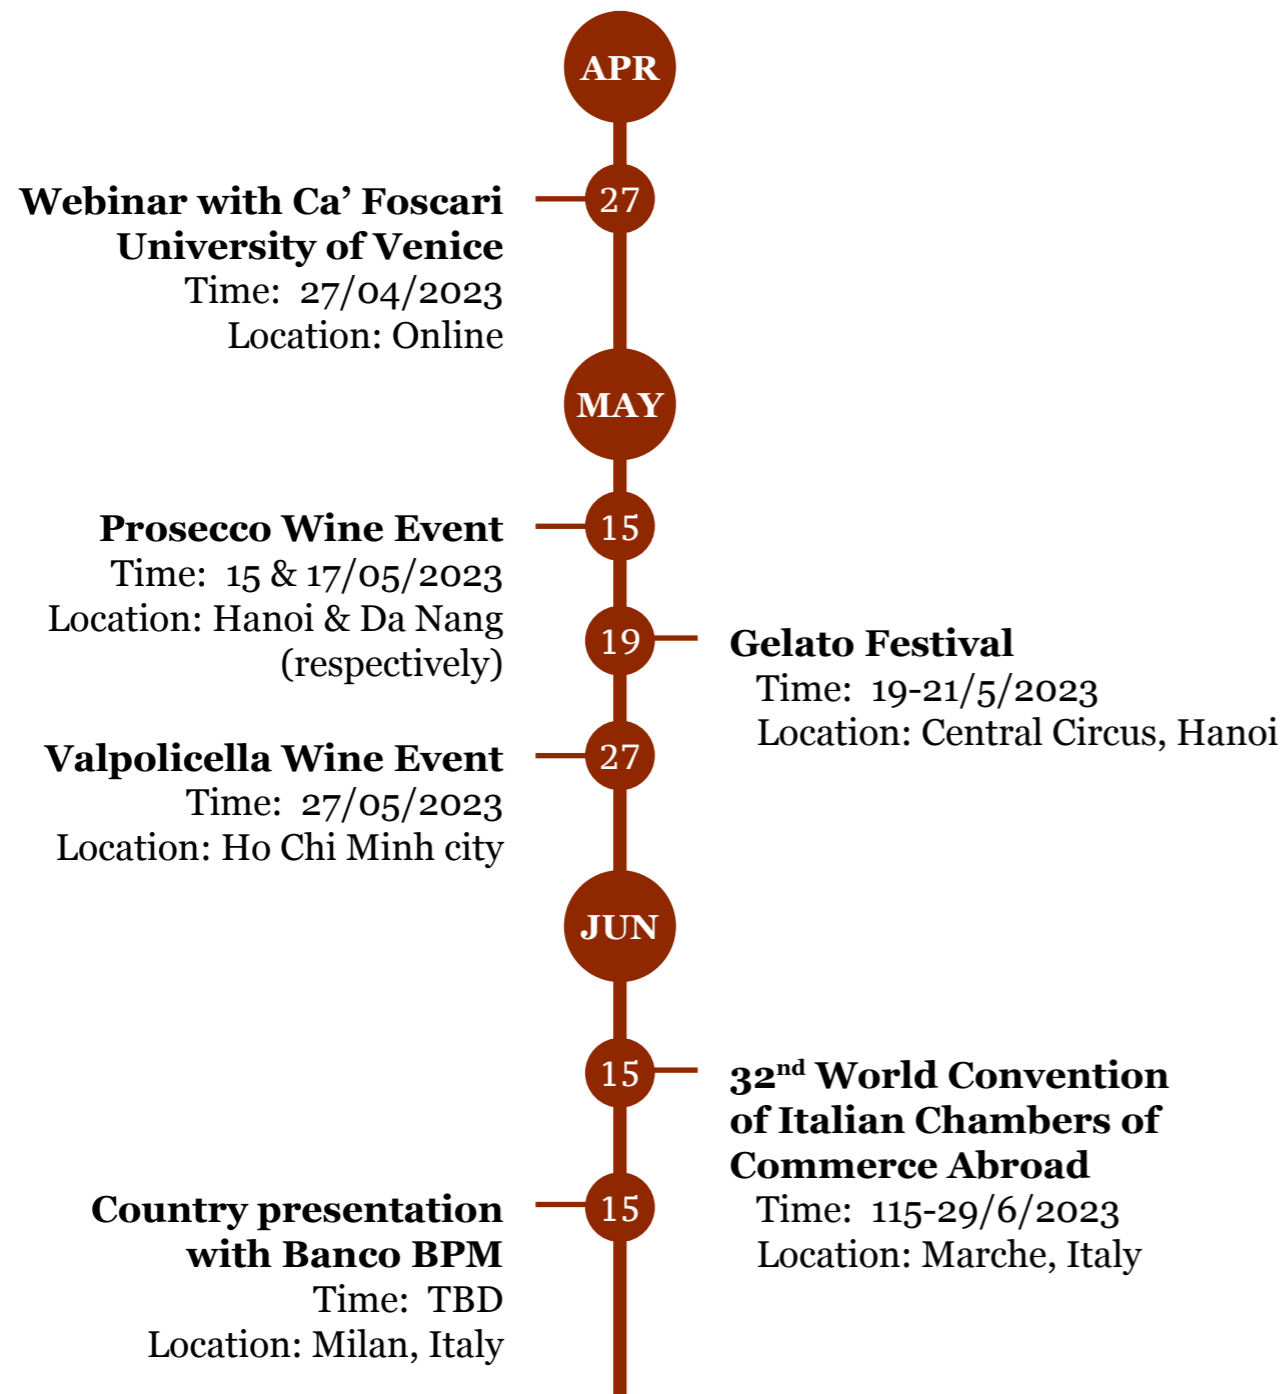 APR
27
Webinar with Ca’ Foscari
University of Venice
Time:  27/04/2023
Location: Online
MAY
15
Prosecco Wine Event
Time:  15 & 17/05/2023
Location: Hanoi & Da Nang
(respectively)
19
Gelato Festival
Time:  19-21/5/2023
Location: Central Circus, Hanoi
27
Valpolicella Wine Event
Time:  27/05/2023
Location: Ho Chi Minh city
JUN
15
32nd World Convention
of Italian Chambers of
Commerce Abroad
Time:  115-29/6/2023
Location: Marche, Italy
15
Country presentation
with Banco BPM
Time:  TBD
Location: Milan, Italy